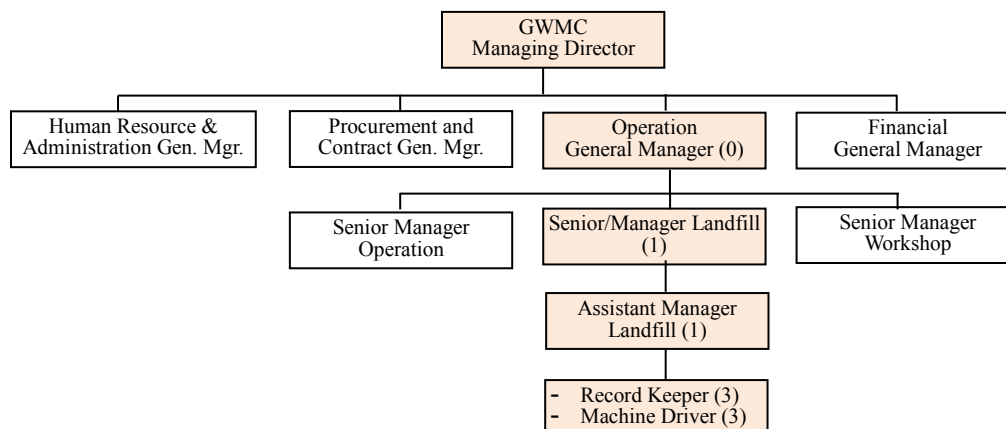 GWMC
Managing Director
Human Resource &
Administration Gen. Mgr.
Procurement and
Contract Gen. Mgr.
Operation
General Manager (0)
Financial
General Manager
Senior Manager
Operation
Senior/Manager Landfill
(1)
Senior Manager
Workshop
Assistant Manager
Landfill (1)
- Record Keeper (3)
- Machine Driver (3)